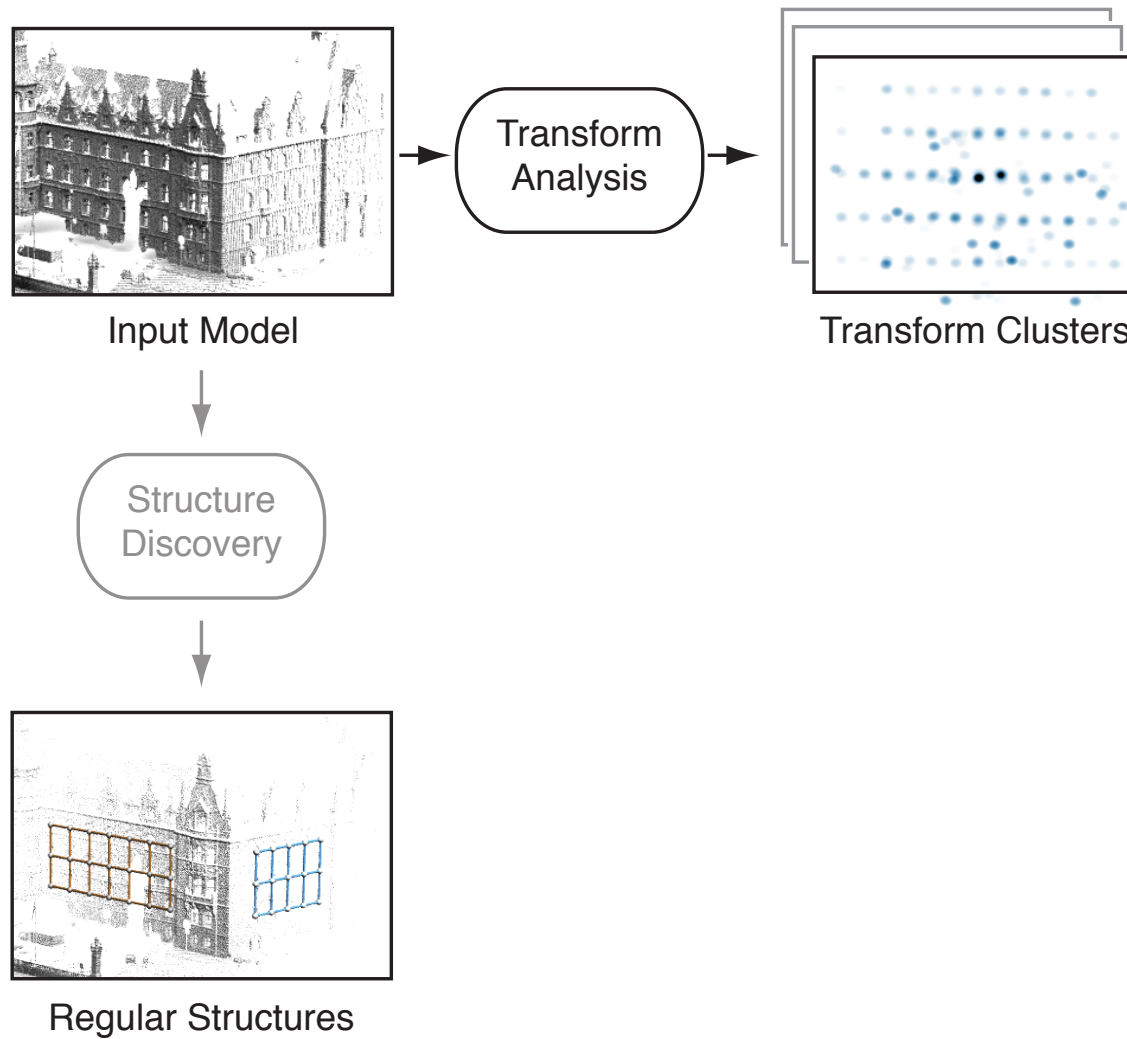 Transform
Analysis
Input Model
Transform Clusters
Structure
Discovery
Regular Structures